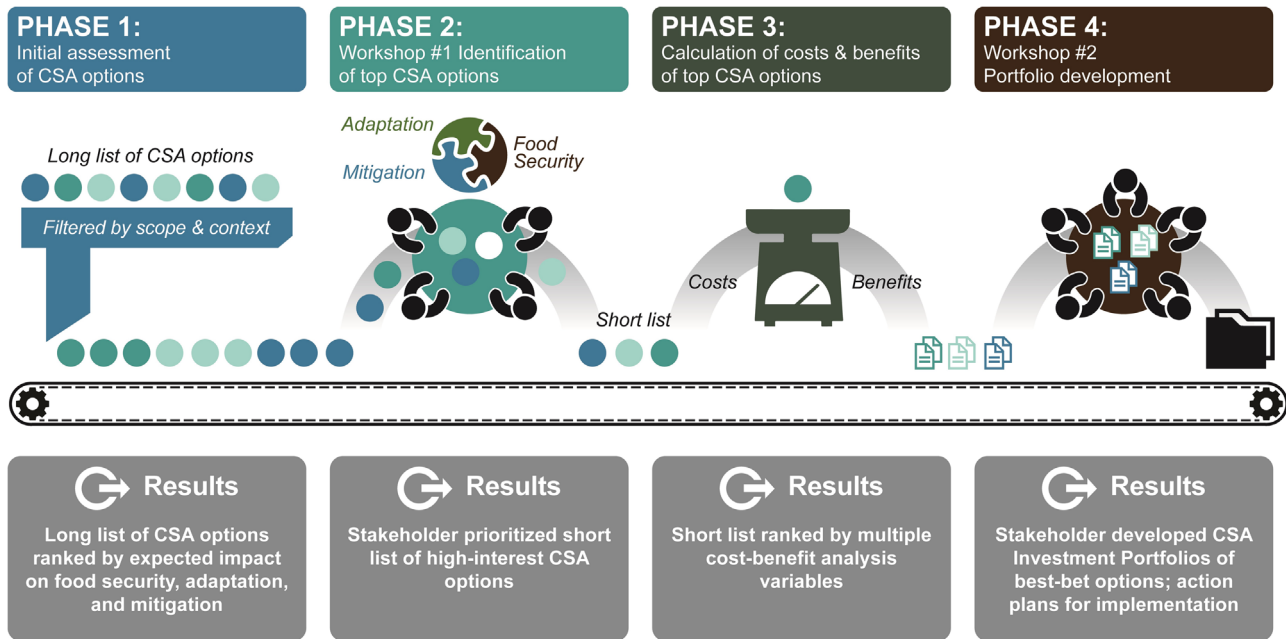 PHASE 1:
Initial assessment
of CSA options
PHASE 2:
Workshop #1 Identification
of top CSA options
PHASE 3:
Calculation of costs & benefits
of top CSA options
PHASE 4:
Workshop #2
Portfolio development
Long list of CSA options
Filtered by scope & context
Adaptation
Mitigation
Food
Security
Short list
Costs
Benefits
Results
Long list of CSA options
ranked by expected impact
on food security, adaptation,
and mitigation
Results
Stakeholder prioritized short
list of high-interest CSA
options
Results
Short list ranked by multiple
cost-benefit analysis
variables
Results
Stakeholder developed CSA
Investment Portfolios of
best-bet options; action
plans for implementation